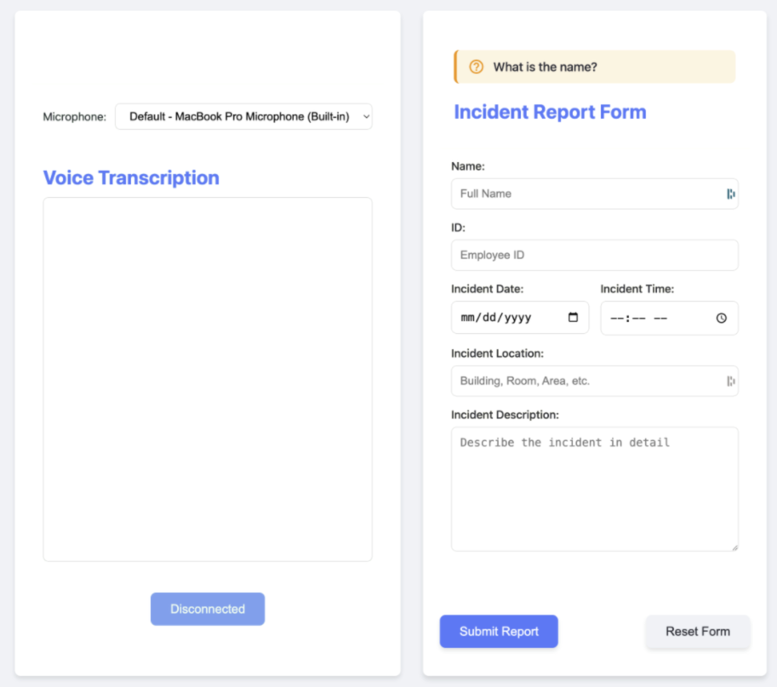 Microphone: Default - MacBook Pro Microphone (Built-in)
Voice Transcription
Disconnected
What is the name?
Incident Report Form
Name:
Full Name
ID:
Employee ID
Incident Date: Incident Time:
mm/dd/yyyy --:-- --
Incident Location:
Building, Room, Area, etc.
Incident Description:
Describe the incident in detail
Submit Report Reset Form